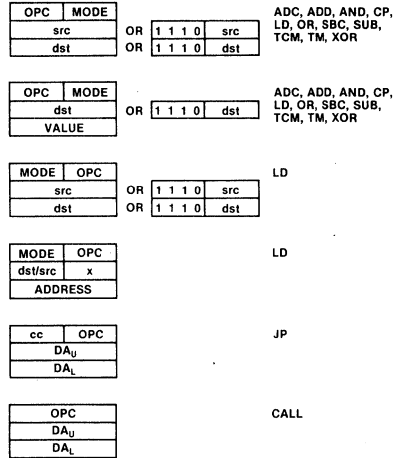 OPC MODE ADC, ADD, AND, CP,
src OR 1 1 1 0 src LD, OR, SBC, SUB,
dst OR 1 1 1 0 dst TCM, TM, XOR
OPC MODE ADC, ADD, AND, CP,
dst OR 1 1 1 0 dst LD, OR, SBC, SUB,
VALUE TCM, TM, XOR
MODE OPC LD
src OR 1 1 1 0 src
dst OR 1 1 1 0 dst
MODE OPC LD
dst/src x
ADDRESS
cc OPC JP
DAU
DAL
OPC CALL
DAU
DAL